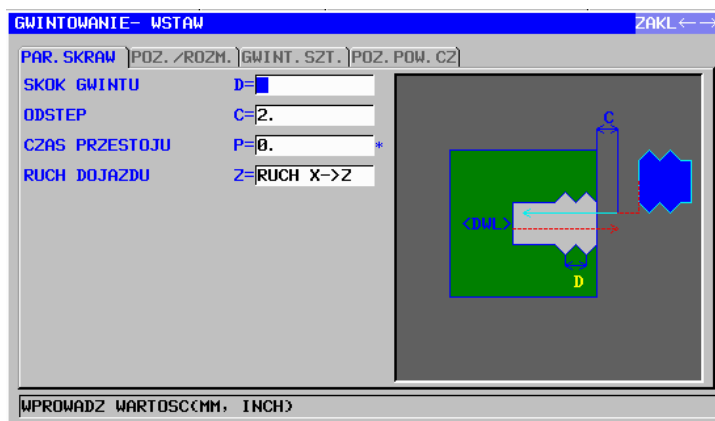 GWINTOWANIE- WSTAW ZAKL←→
PAR.SKRAW POZ./ROZM. GWINT.SZT. POZ.POW.CZ
SKOK GWINTU D=
ODSTEP C=2.
CZAS PRZESTOJU P=0. *
RUCH DOJAZDU Z=RUCH X->Z
C
<DWL>
D
WPROWADZ WARTOSC(MM, INCH)